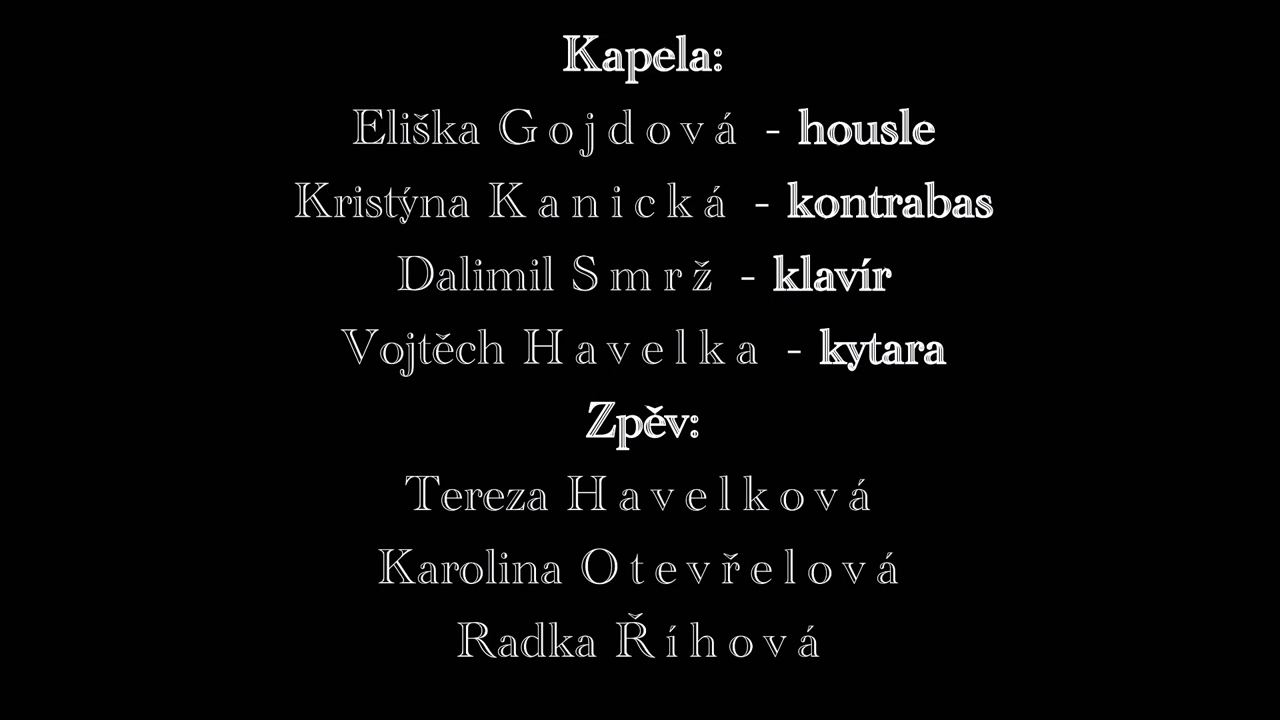 Kapela:
Eliška Gojdová - housle
Kristýna Kanická - kontrabas
Dalimil Smrž - klavír
Vojtěch Havelka - kytara
Zpěv:
Tereza Havelková
Karolina Otevřelová
Radka Říhová